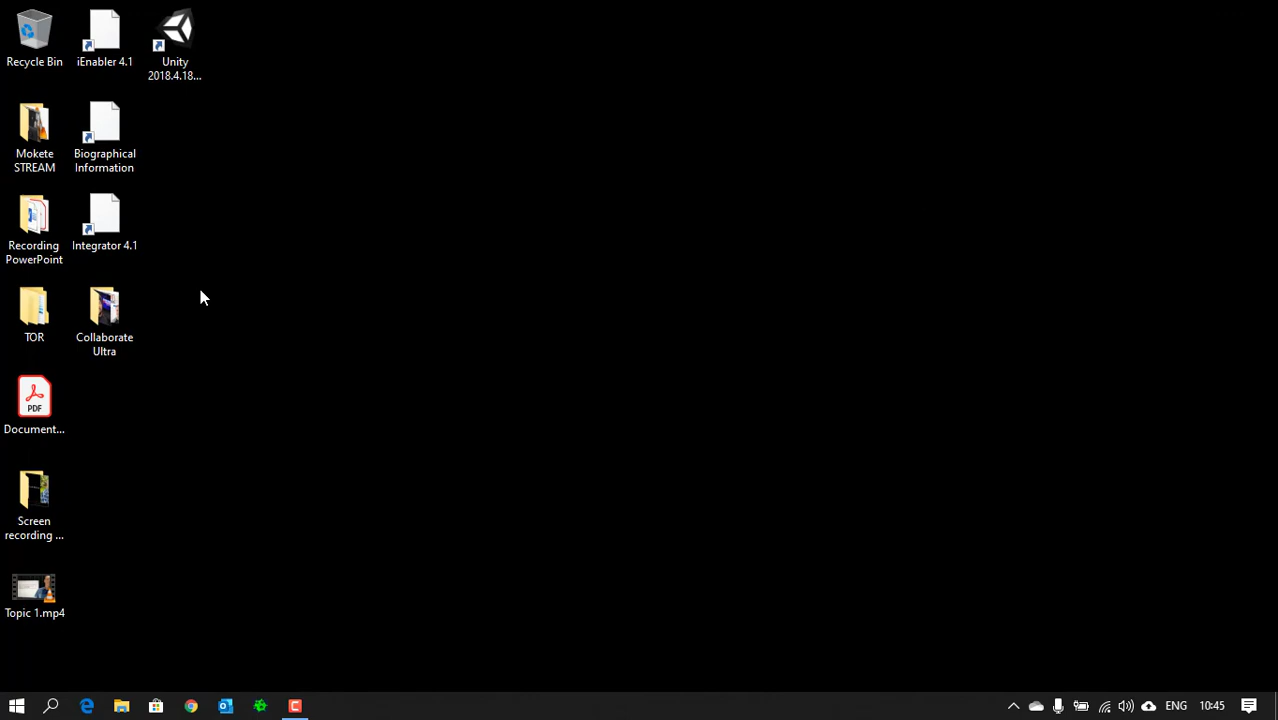 Recycle Bin
iEnabler 4.1
Unity
2018.4.18...
Mokete
STREAM
Biographical
Information
Recording
PowerPoint
Integrator 4.1
TOR
Collaborate
Ultra
PDF
Document...
Screen
recording ...
Topic 1.mp4
ENG
10:45